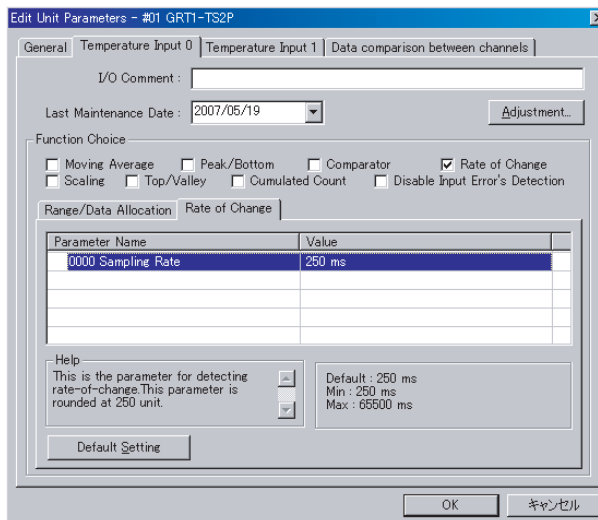 Edit Unit Parameters - #01 GRT1-TS2P
General Temperature Input 0 Temperature Input 1 Data comparison between channels
I/O Comment :
Last Maintenance Date : 2007/05/19 Adjustment...
Function Choice
Moving Average Peak/Bottom Comparator Rate of Change
Scaling Top/Valley Cumulated Count Disable Input Error's Detection
Range/Data Allocation Rate of Change
Parameter Name Value
0000 Sampling Rate 250 ms
Help
This is the parameter for detecting
rate-of-change.This parameter is
rounded at 250 unit.
Default : 250 ms
Min : 250 ms
Max : 65500 ms
Default Setting
OK キャンセル